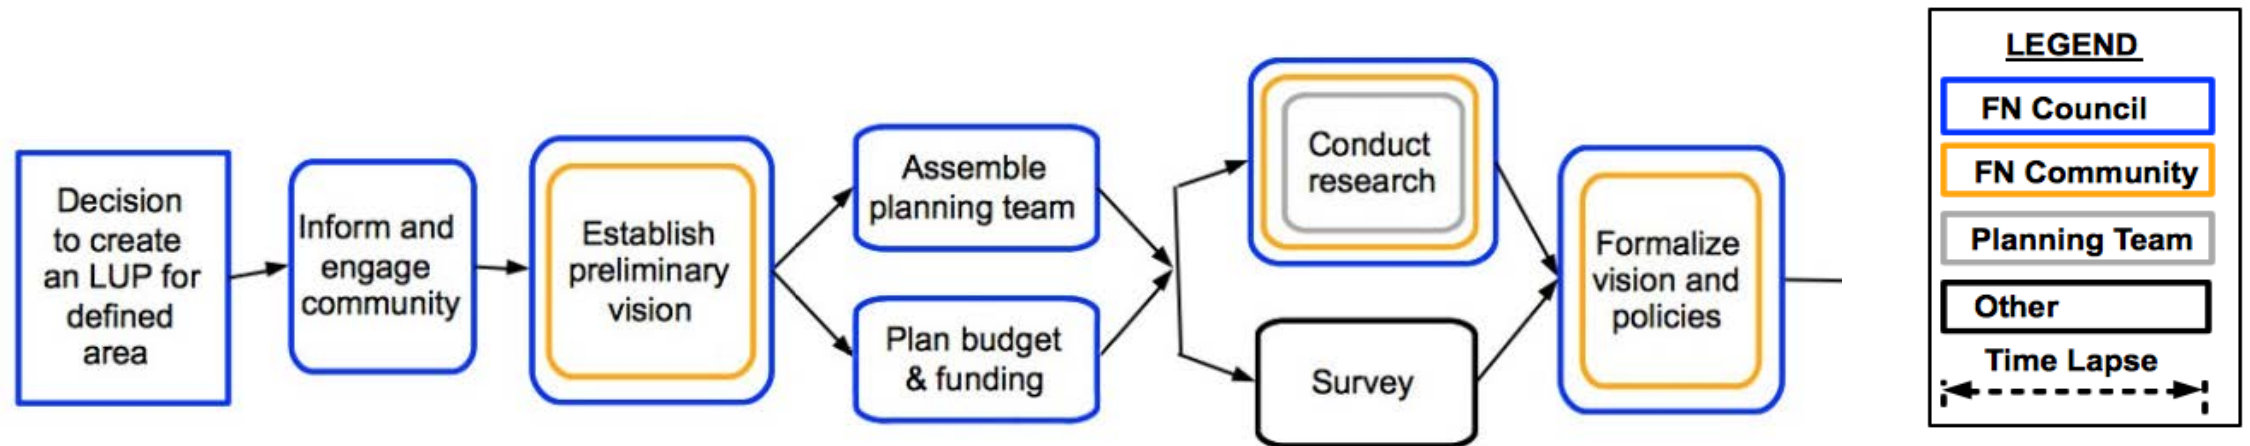 Decision
to create
an LUP for
defined
area
Inform and
engage
community
Establish
preliminary
vision
Assemble
planning team
Plan budget
& funding
Conduct
research
Survey
Formalize
vision and
policies
LEGEND
FN Council
FN Community
Planning Team
Other
Time Lapse